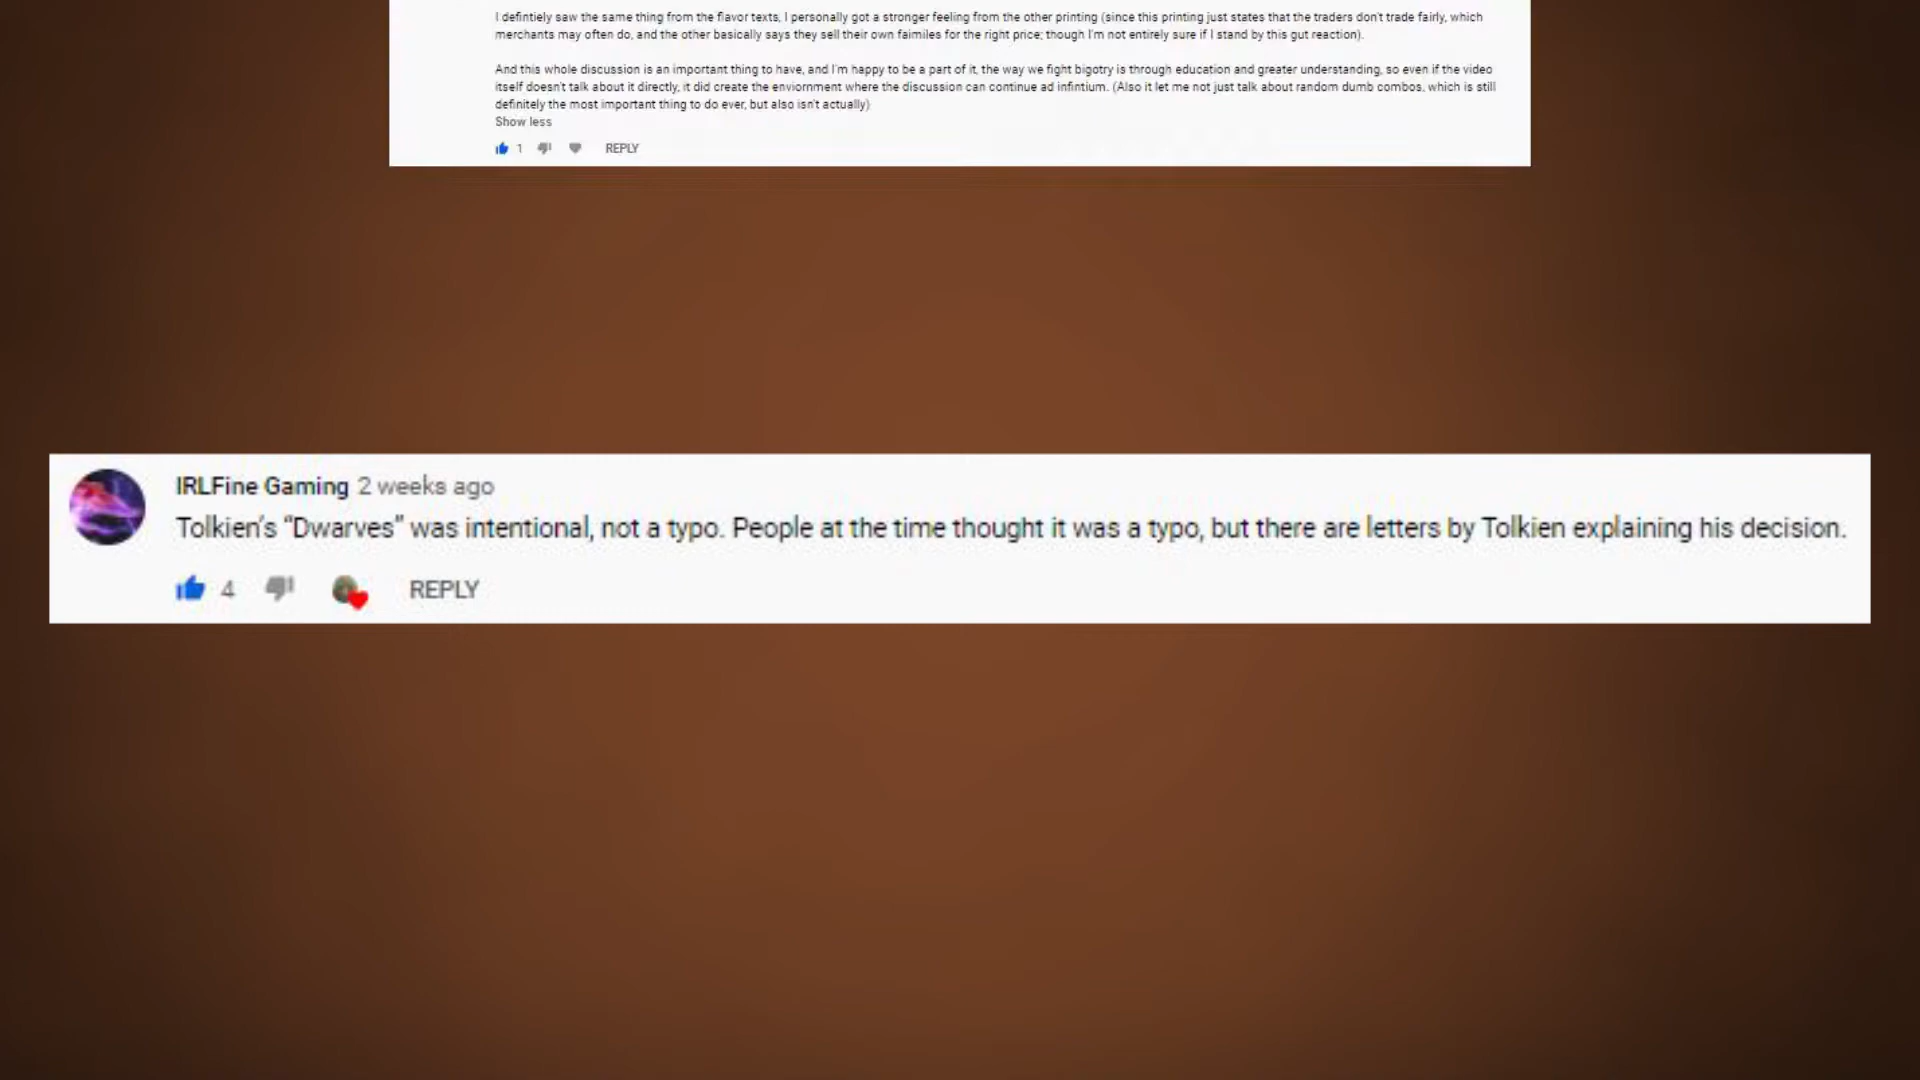 I defintiely saw the same thing from the flavor texts, I personally got a stronger feeling from the other printing (since this printing just states that the traders don't trade fairly, which
merchants may often do, and the other basically says they sell their own faimiles for the right price; though I'm not entirely sure if I stand by this gut reaction).
And this whole discussion is an important thing to have, and I'm happy to be a part of it, the way we fight bigotry is through education and greater understanding, so even if the video
itself doesn't talk about it directly, it did create the enviornment where the discussion can continue ad infintium. (Also it let me not just talk about random dumb combos, which is still
definitely the most important thing to do ever, but also isn't actually)
Show less
1 REPLY
IRLFine Gaming 2 weeks ago
Tolkien's “Dwarves” was intentional, not a typo. People at the time thought it was a typo, but there are letters by Tolkien explaining his decision.
4 REPLY